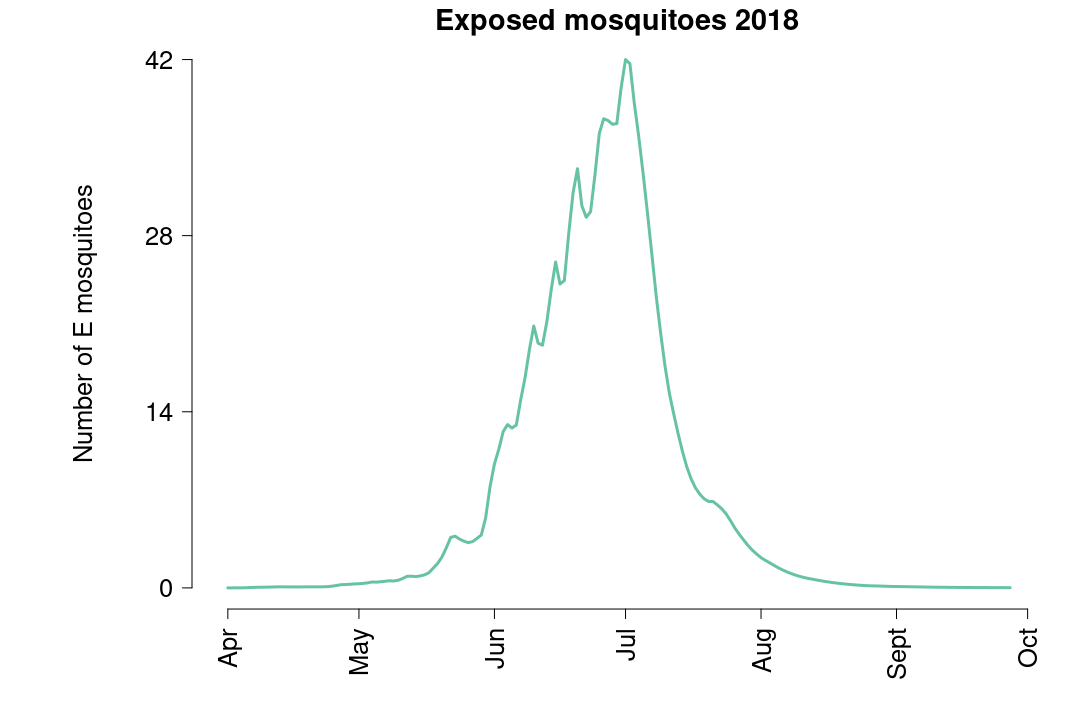 Exposed mosquitoes 2018
Number of E mosquitoes
42
28
14
0
Apr
May
Jun
Jul
Aug
Sept
Oct